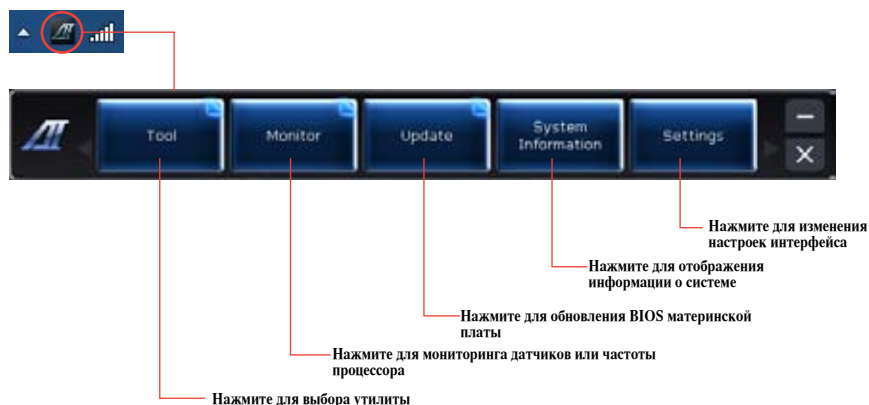 Tool
Monitor
Update
System
Information
Settings
Нажмите для изменения
настроек интерфейса
Нажмите для отображения
информации о системе
Нажмите для обновления BIOS материнской
платы
Нажмите для мониторинга датчиков или частоты
процессора
Нажмите для выбора утилиты